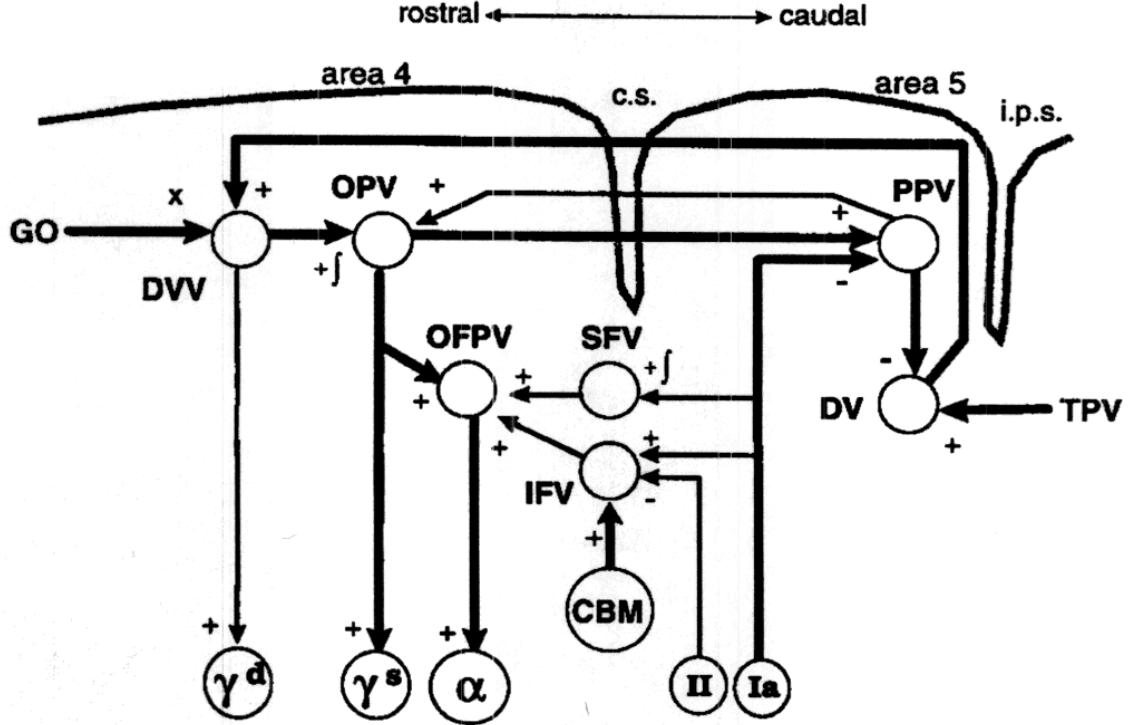 rostral caudal
area 4 c.s. area 5 i.p.s.
x + OPV + + PPV
GO
DVV +∫ -
OFPV SFV
+ + +∫ - DV TPV
+ + +
IFV -
+
CBM
+ + +
γd γs α II Ia